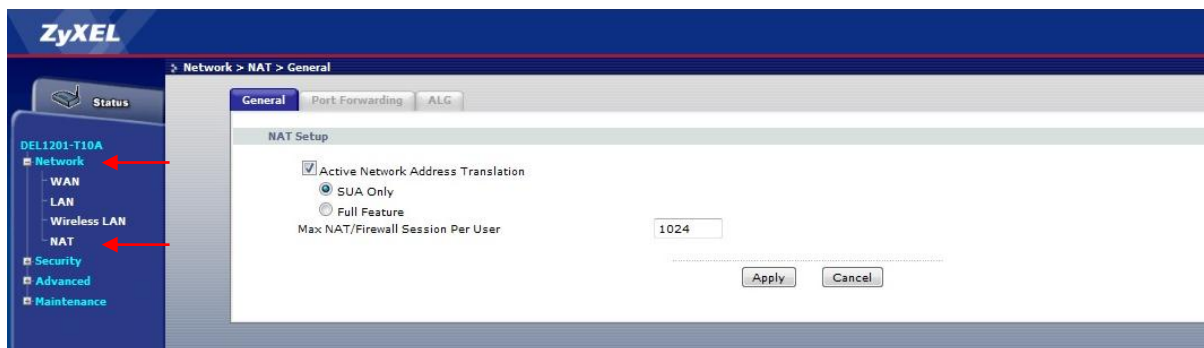 ZyXEL
Network > NAT > General
Status
General Port Forwarding ALG
NAT Setup
DEL1201-T10A
Network
WAN
LAN
Wireless LAN
NAT
Security
Advanced
Maintenance
Active Network Address Translation
SUA Only
Full Feature
Max NAT/Firewall Session Per User 1024
Apply Cancel